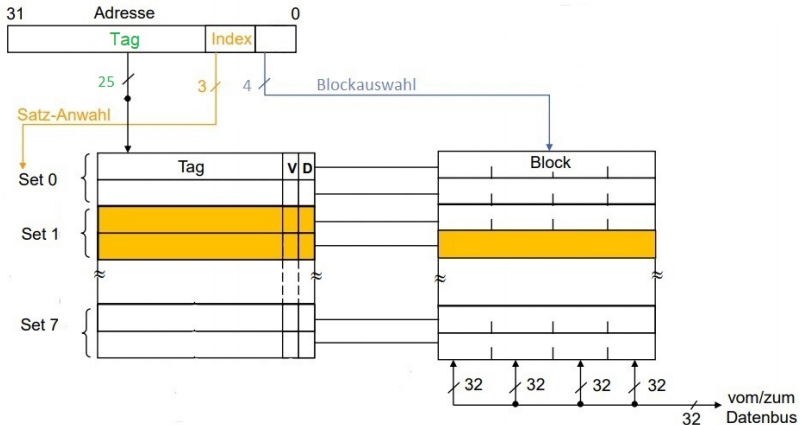 31 Adresse 0
Tag Index
25 3 4 Blockauswahl
Satz-Anwahl
Tag V D Block
Set 0
Set 1
≈ ≈ ≈ ≈
Set 7
32 32 32 32
vom/zum
32 Datenbus